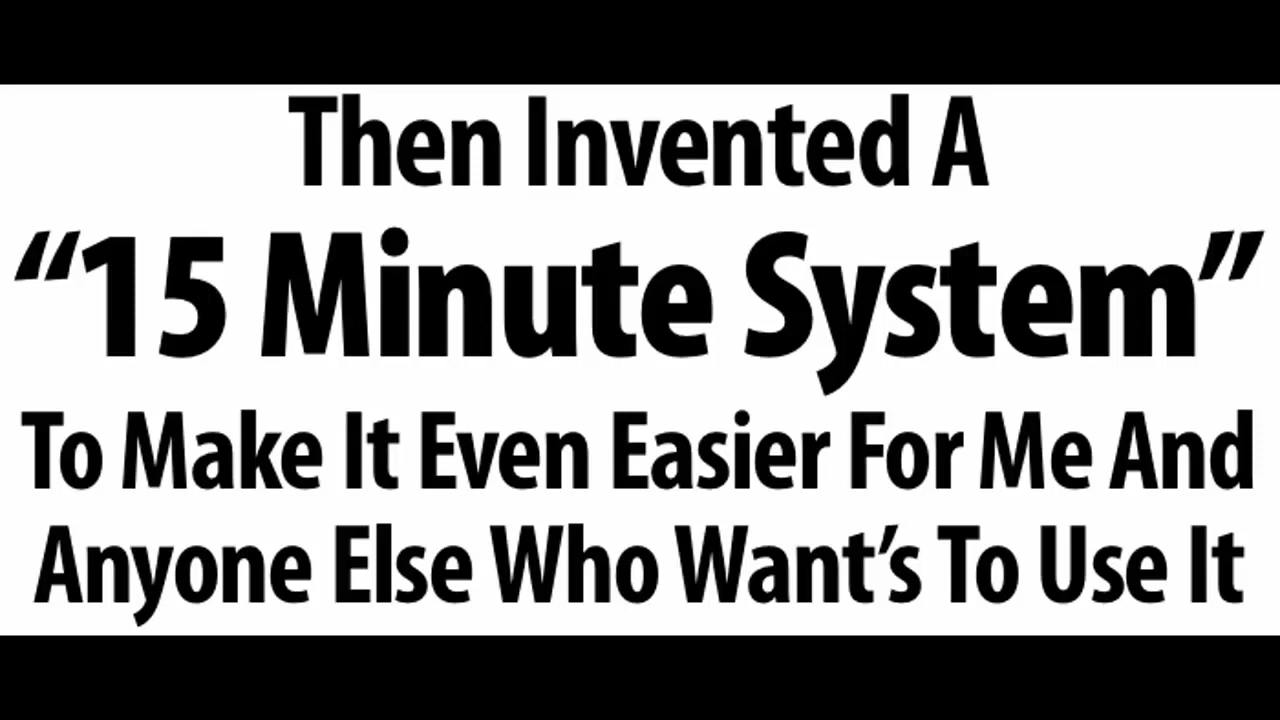 Then Invented A
“15 Minute System”
To Make It Even Easier For Me And
Anyone Else Who Want’s To Use It